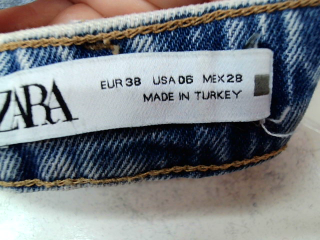 ZARA
EUR 38 USA 06 MEX 28
MADE IN TURKEY